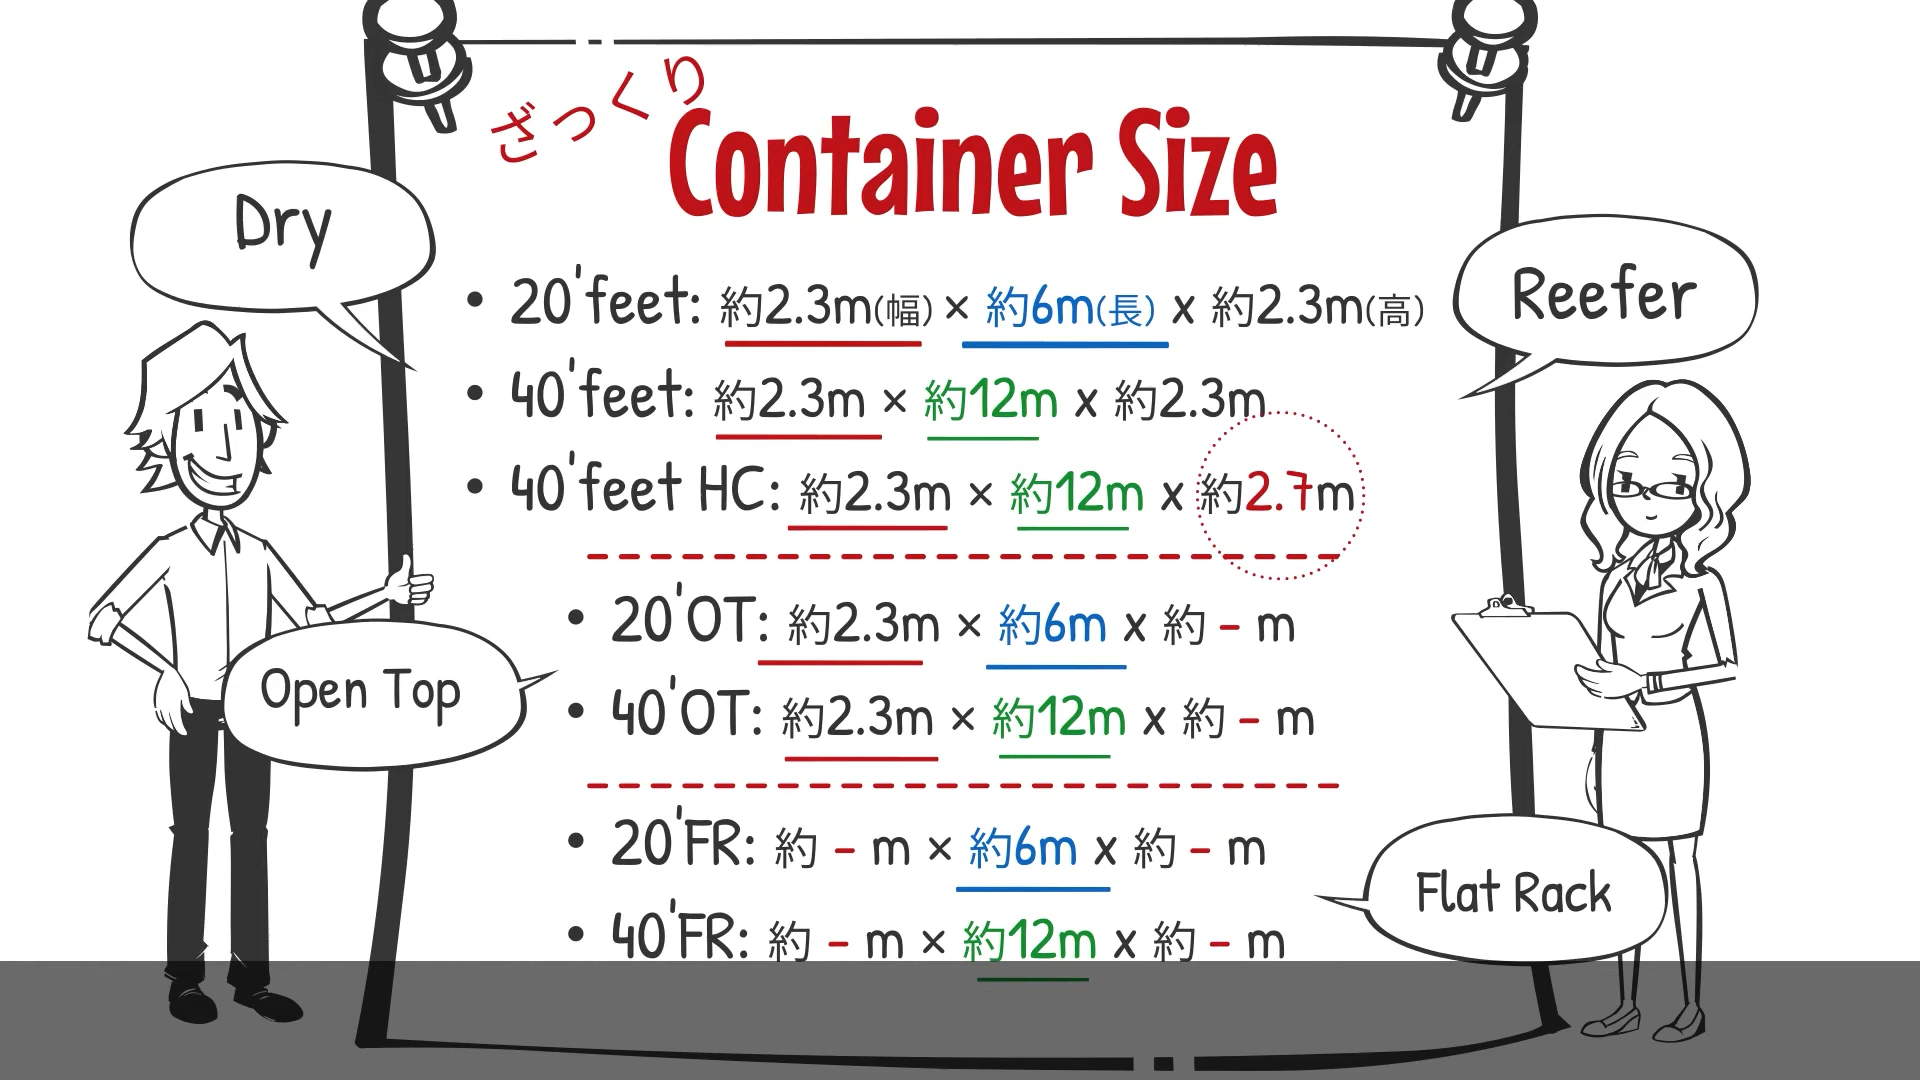 ざっくり
Container Size
Dry
Reefer
• 20'feet: 約2.3m(幅) × 約6m(長) x 約2.3m(高)
• 40'feet: 約2.3m × 約12m x 約2.3m
• 40'feet HC: 約2.3m × 約12m x 約2.7m
Open Top
• 20'OT: 約2.3m × 約6m x 約 - m
• 40'OT: 約2.3m × 約12m x 約 - m
Flat Rack
• 20'FR: 約 - m × 約6m x 約 - m
• 40'FR: 約 - m × 約12m x 約 - m